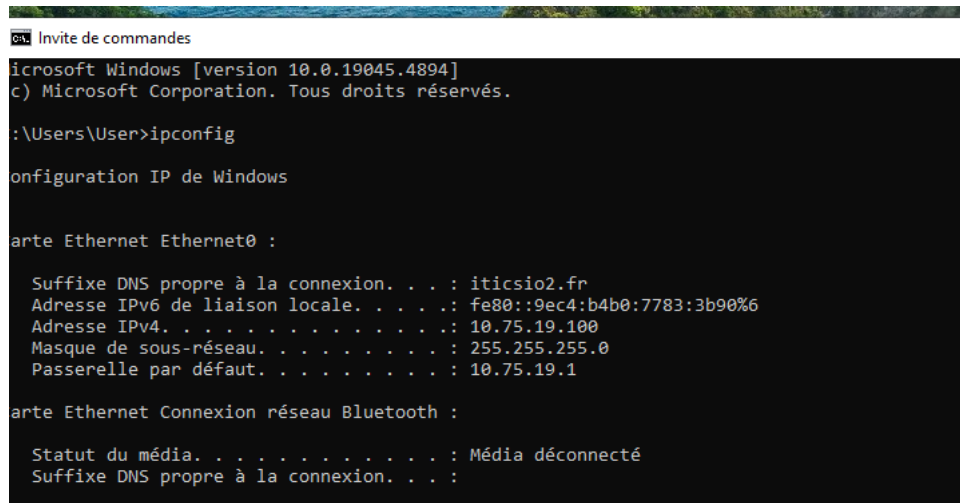 Invite de commandes
icrosoft Windows [version 10.0.19045.4894]
c) Microsoft Corporation. Tous droits réservés.
:\Users\User>ipconfig
onfiguration IP de Windows
arte Ethernet Ethernet0 :
Suffixe DNS propre à la connexion. . . : iticsio2.fr
Adresse IPv6 de liaison locale. . . . .: fe80::9ec4:b4b0:7783:3b90%6
Adresse IPv4. . . . . . . . . . . . . .: 10.75.19.100
Masque de sous-réseau. . . . . . . . . : 255.255.255.0
Passerelle par défaut. . . . . . . . . : 10.75.19.1
arte Ethernet Connexion réseau Bluetooth :
Statut du média. . . . . . . . . . . . : Média déconnecté
Suffixe DNS propre à la connexion. . . :